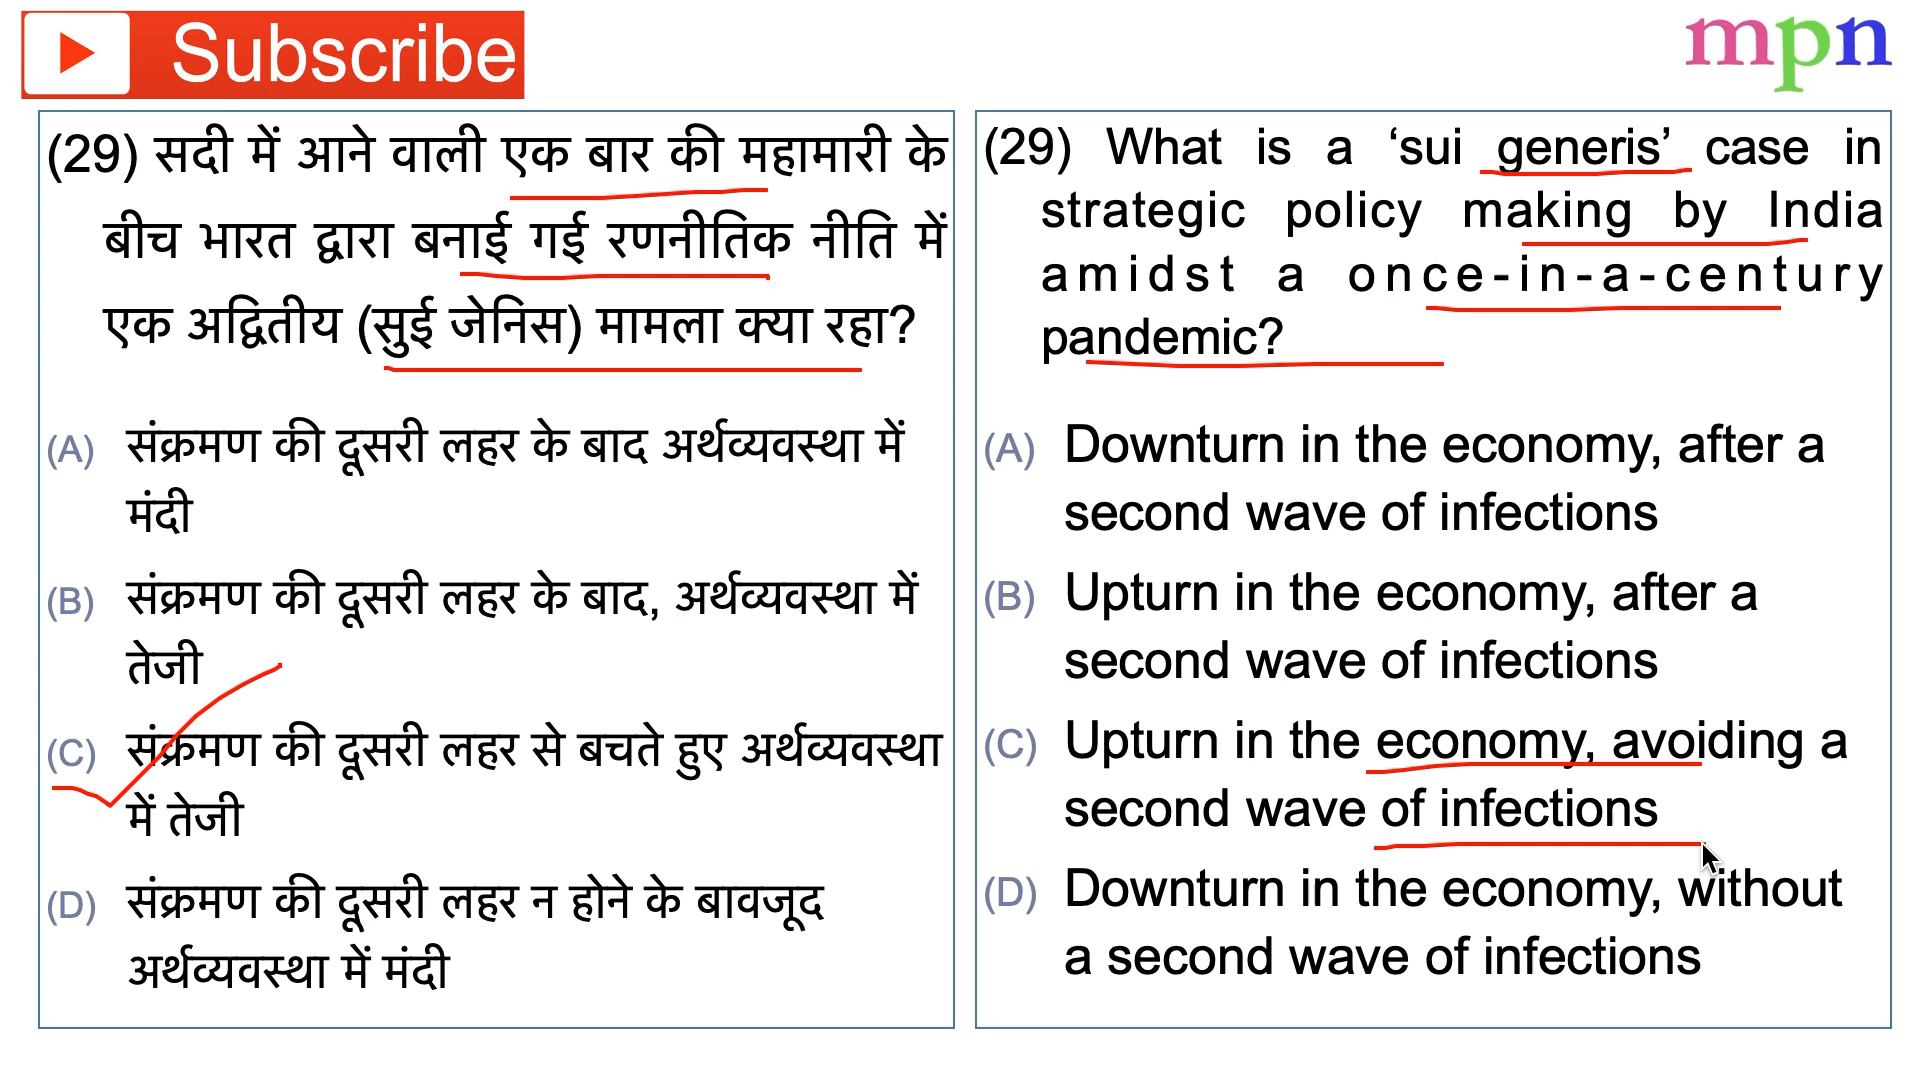 Subscribe
mpn
(29) सदी में आने वाली एक बार की महामारी के
बीच भारत द्वारा बनाई गई रणनीतिक नीति में
एक अद्वितीय (सुई जेनिस) मामला क्या रहा?
(A) संक्रमण की दूसरी लहर के बाद अर्थव्यवस्था में
मंदी
(B) संक्रमण की दूसरी लहर के बाद, अर्थव्यवस्था में
तेजी
(C) संक्रमण की दूसरी लहर से बचते हुए अर्थव्यवस्था
में तेजी
(D) संक्रमण की दूसरी लहर न होने के बावजूद
अर्थव्यवस्था में मंदी
(29) What is a ‘sui generis’ case in
strategic policy making by India
amidst a once-in-a-century
pandemic?
(A) Downturn in the economy, after a
second wave of infections
(B) Upturn in the economy, after a
second wave of infections
(C) Upturn in the economy, avoiding a
second wave of infections
(D) Downturn in the economy, without
a second wave of infections